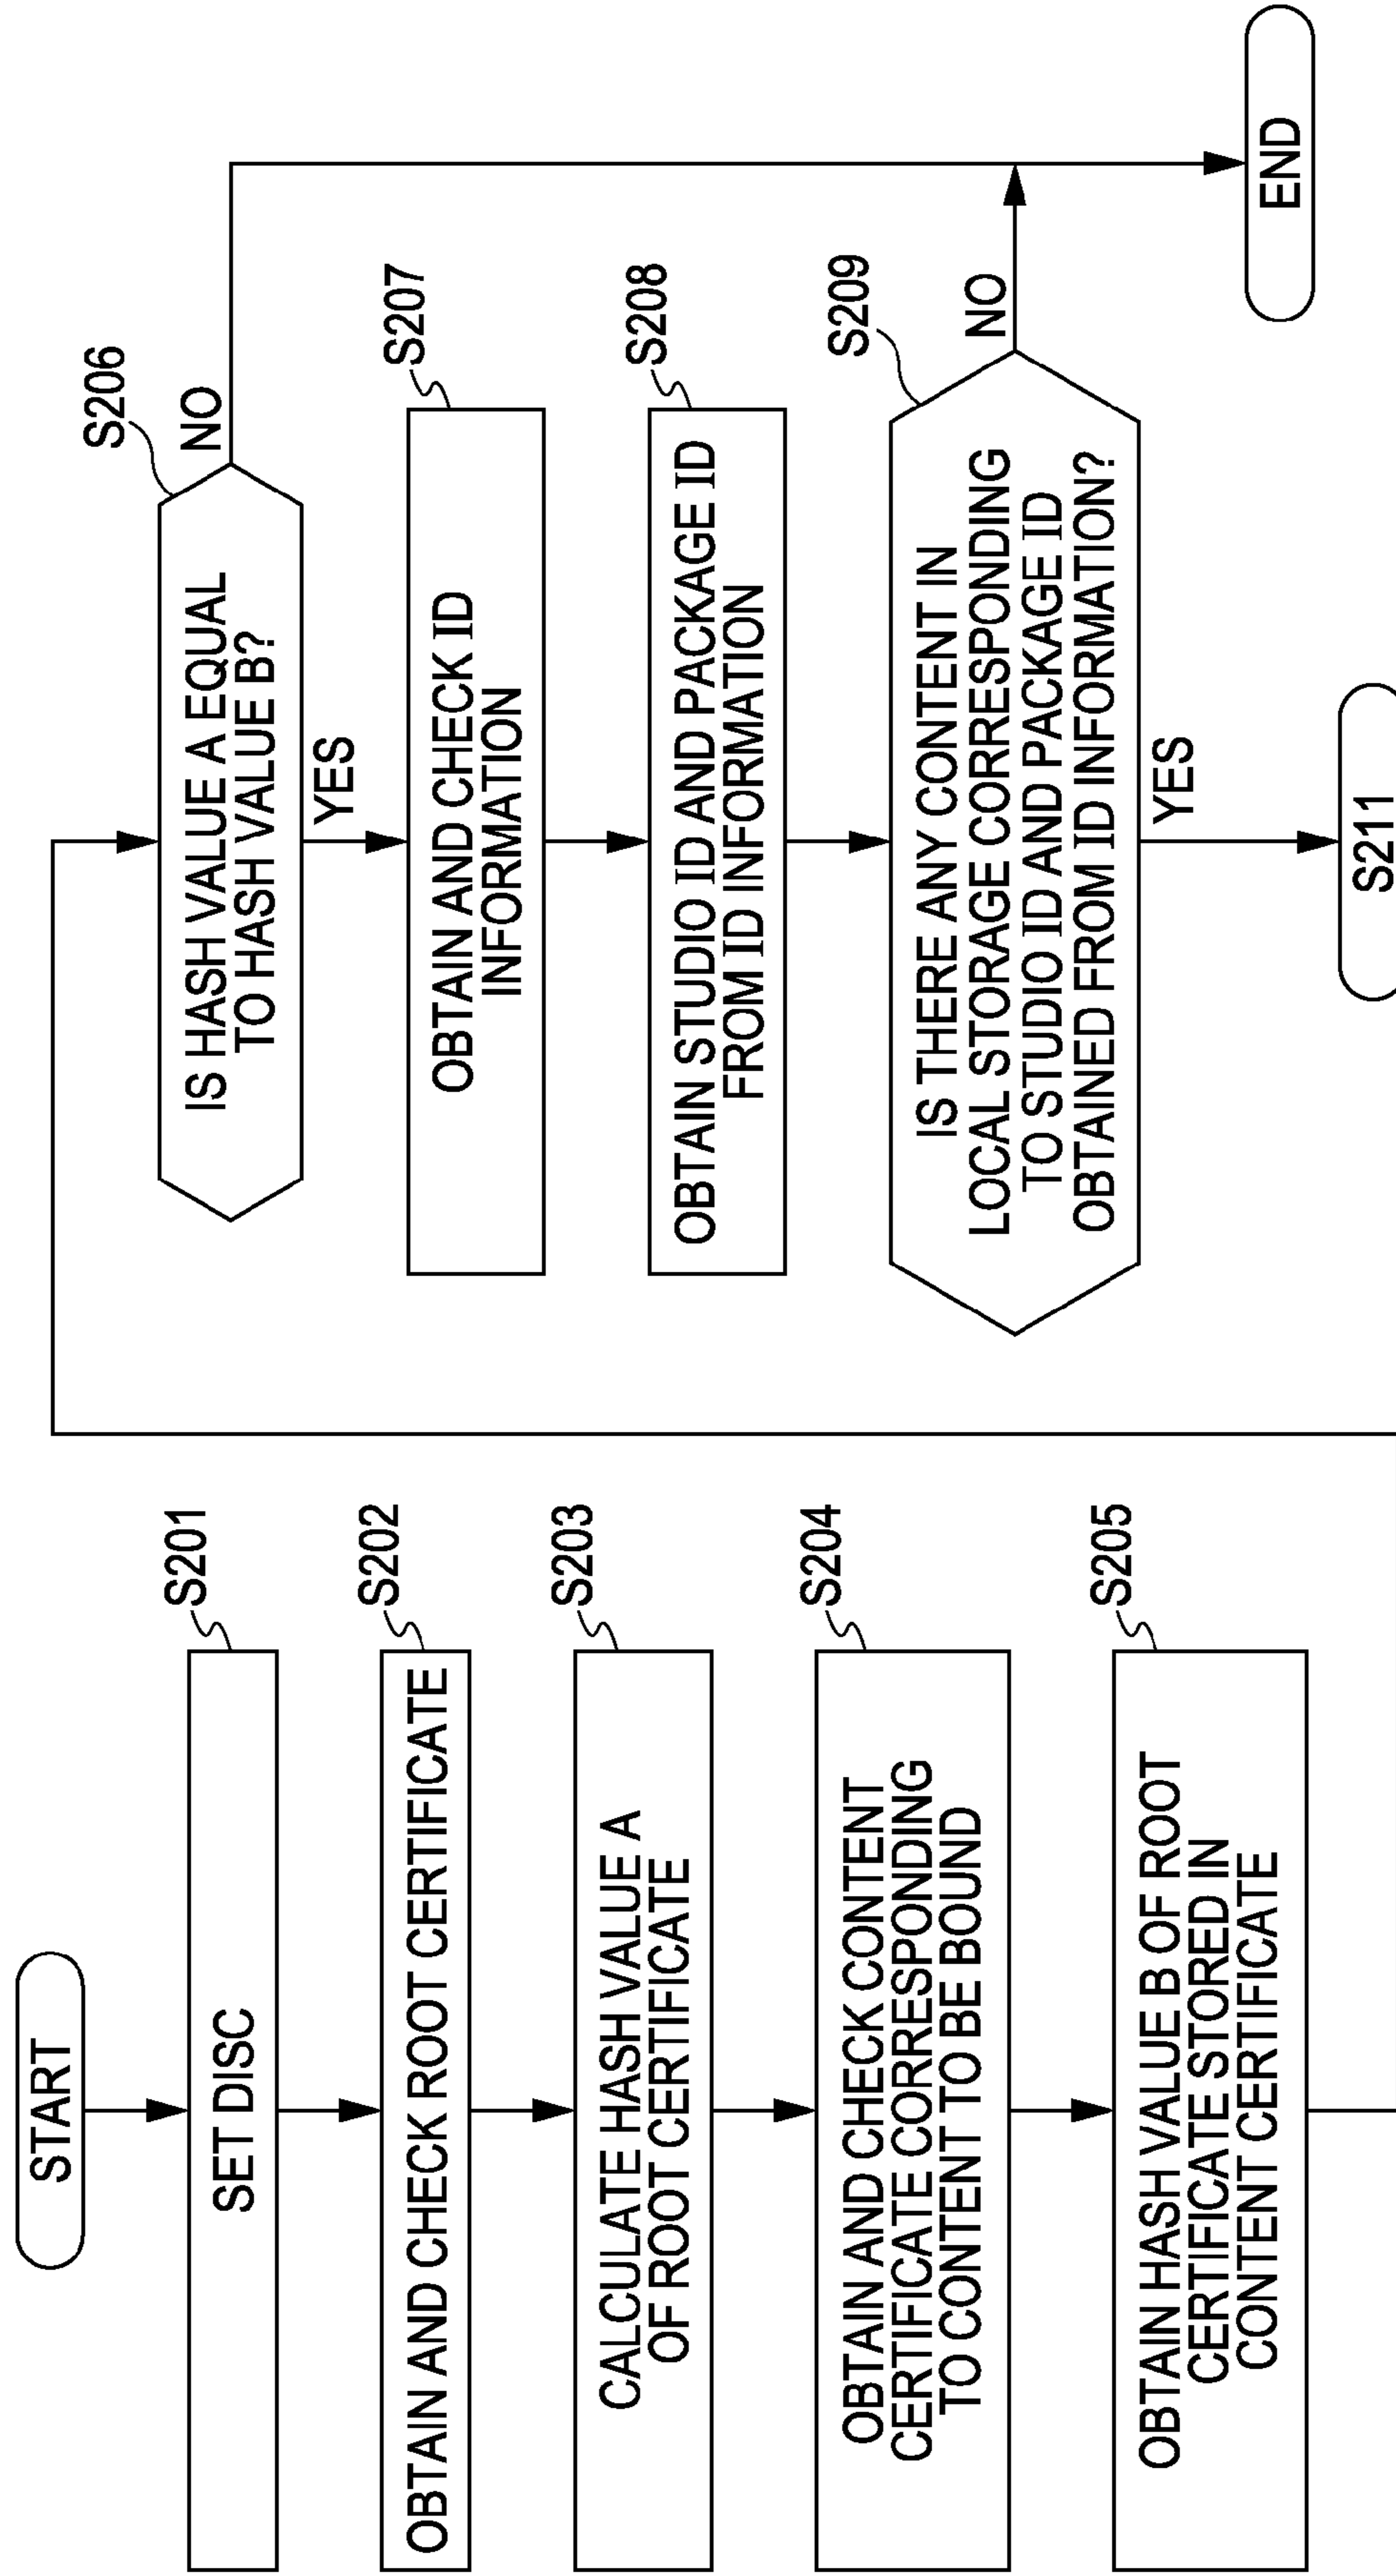 START
S201
SET DISC
S202
OBTAIN AND CHECK ROOT CERTIFICATE
S203
CALCULATE HASH VALUE A
OF ROOT CERTIFICATE
S204
OBTAIN AND CHECK CONTENT
CERTIFICATE CORRESPONDING
TO CONTENT TO BE BOUND
S205
OBTAIN HASH VALUE B OF ROOT
CERTIFICATE STORED IN
CONTENT CERTIFICATE
S206
IS HASH VALUE A EQUAL
TO HASH VALUE B?
NO
YES
S207
OBTAIN AND CHECK ID
INFORMATION
S208
OBTAIN STUDIO ID AND PACKAGE ID
FROM ID INFORMATION
S209
IS THERE ANY CONTENT IN
LOCAL STORAGE CORRESPONDING
TO STUDIO ID AND PACKAGE ID
OBTAINED FROM ID INFORMATION?
NO
YES
END
S211